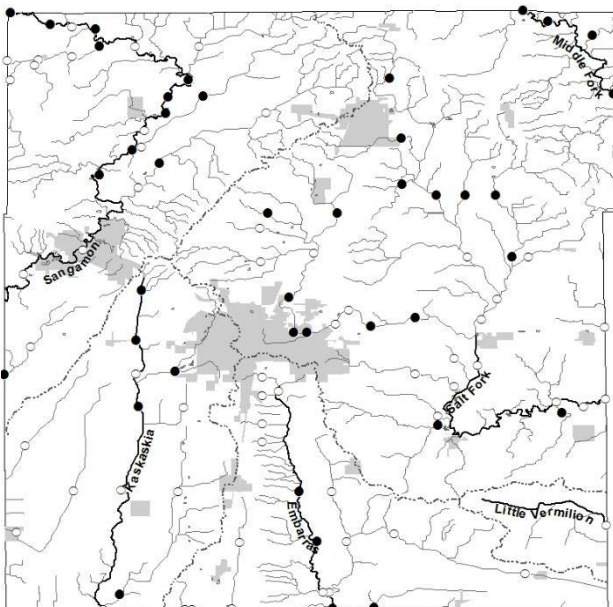 Middle Fork
Sangamon
Salt Fork
Kaskaskia
Embarras
Little Vermilion